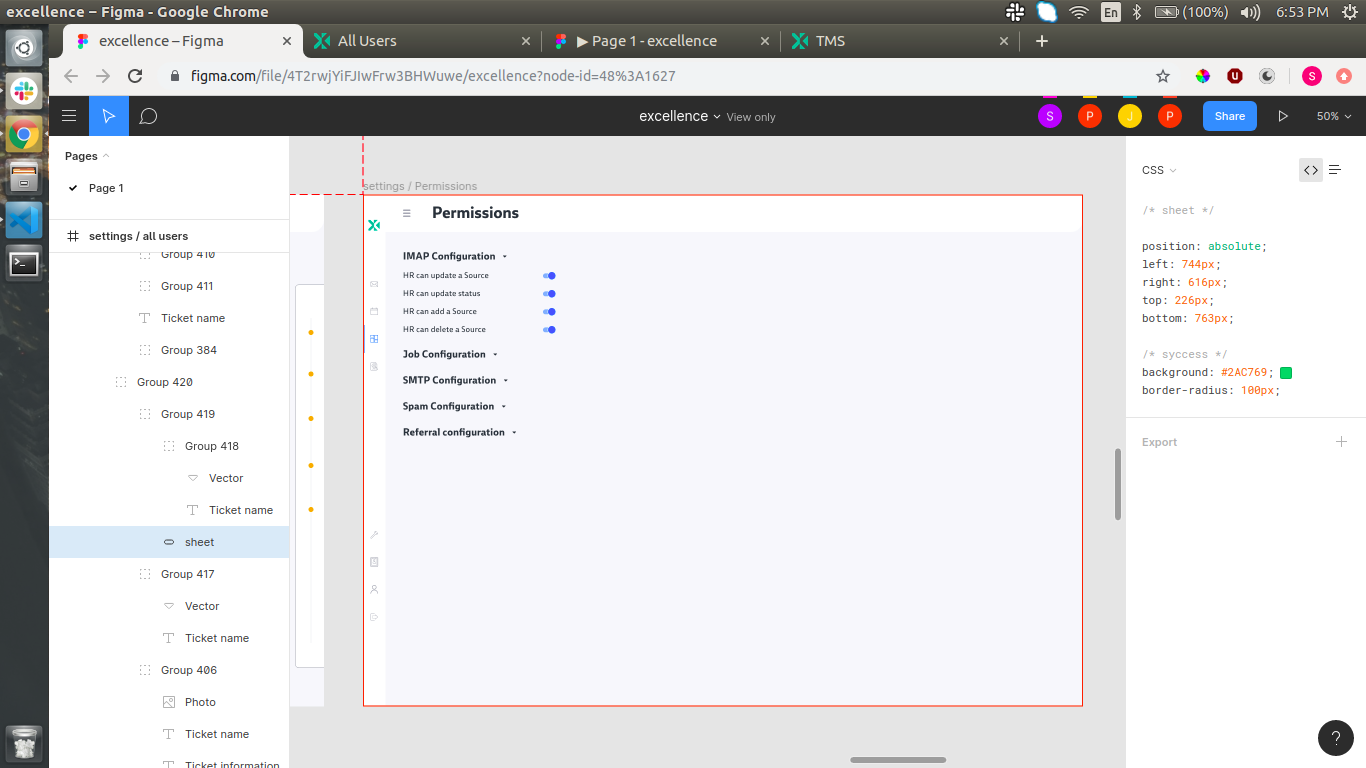 excellence – Figma - Google Chrome
En
(100%)
6:53 PM
excellence – Figma
All Users
▶ Page 1 - excellence
TMS
figma.com/file/4T2rwjYiFJIwFrw3BHWuwe/excellence?node-id=48%3A1627
S
excellence
View only
S
P
J
P
Share
50%
Pages
Page 1
settings / all users
Group 410
Group 411
Ticket name
Group 384
Group 420
Group 419
Group 418
Vector
Ticket name
sheet
Group 417
Vector
Ticket name
Group 406
Photo
Ticket name
Ticket information
settings / Permissions
Permissions
IMAP Configuration
HR can update a Source
HR can update status
HR can add a Source
HR can delete a Source
Job Configuration
SMTP Configuration
Spam Configuration
Referral configuration
CSS
/* sheet */
position: absolute;
left: 744px;
right: 616px;
top: 226px;
bottom: 763px;
/* syccess */
background: #2AC769;
border-radius: 100px;
Export
?